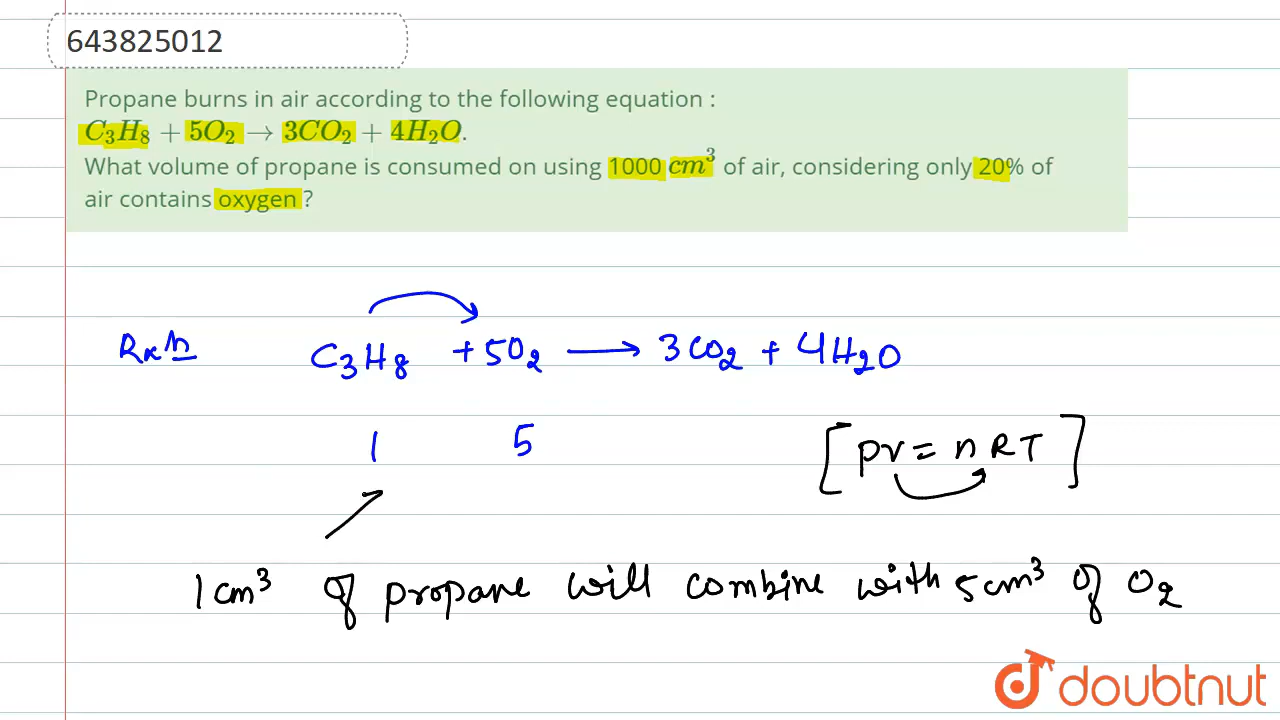 643825012
Propane burns in air according to the following equation :
C₃H₈ + 5O₂ → 3CO₂ + 4H₂O.
What volume of propane is consumed on using 1000 cm³ of air, considering only 20% of
air contains oxygen ?
Rxn C₃H₈ + 5O₂ → 3CO₂ + 4H₂O
1 5 [PV = nRT]
1cm³ of propane will combine with 5cm³ of O₂
doubtnut